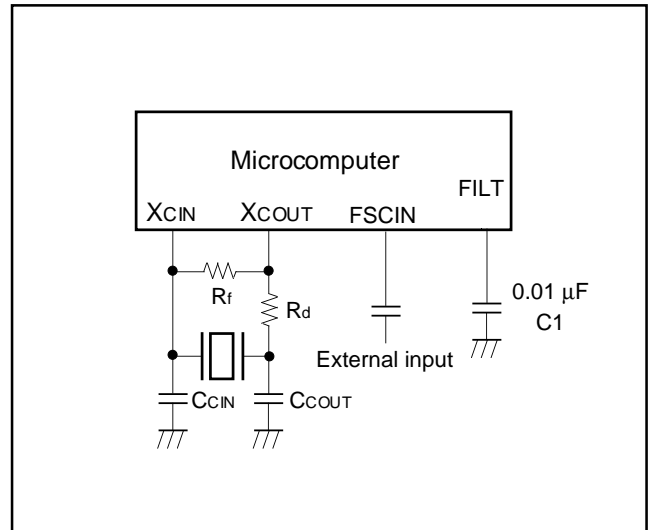 Microcomputer
FILT
XCIN XCOUT FSCIN
Rf
Rd
0.01 μF
C1
External input
CCIN CCOUT